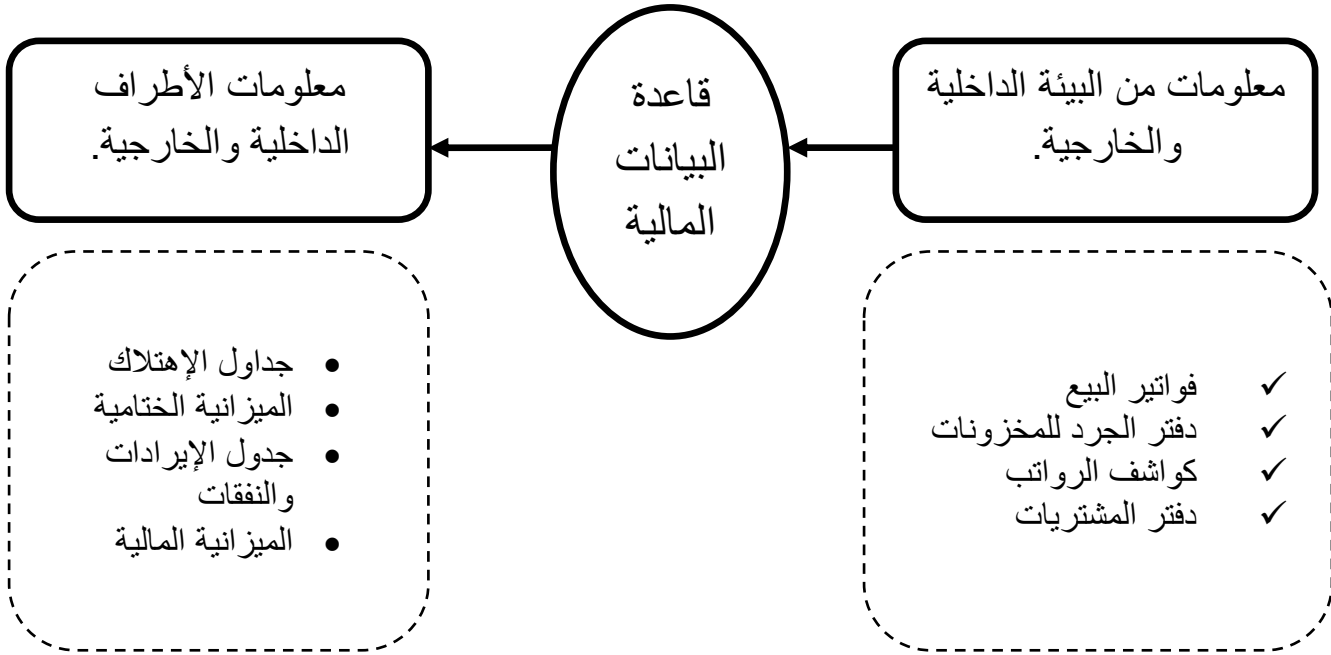 معلومات من البيئة الداخلية
والخارجية.
قاعدة
البيانات
المالية
معلومات الأطراف
الداخلية والخارجية.
✓ فواتير البيع
✓ دفتر الجرد للمخزونات
✓ كواشف الرواتب
✓ دفتر المشتريات
• جداول الإهتلاك
• الميزانية الختامية
• جدول الإيرادات
والنفقات
• الميزانية المالية